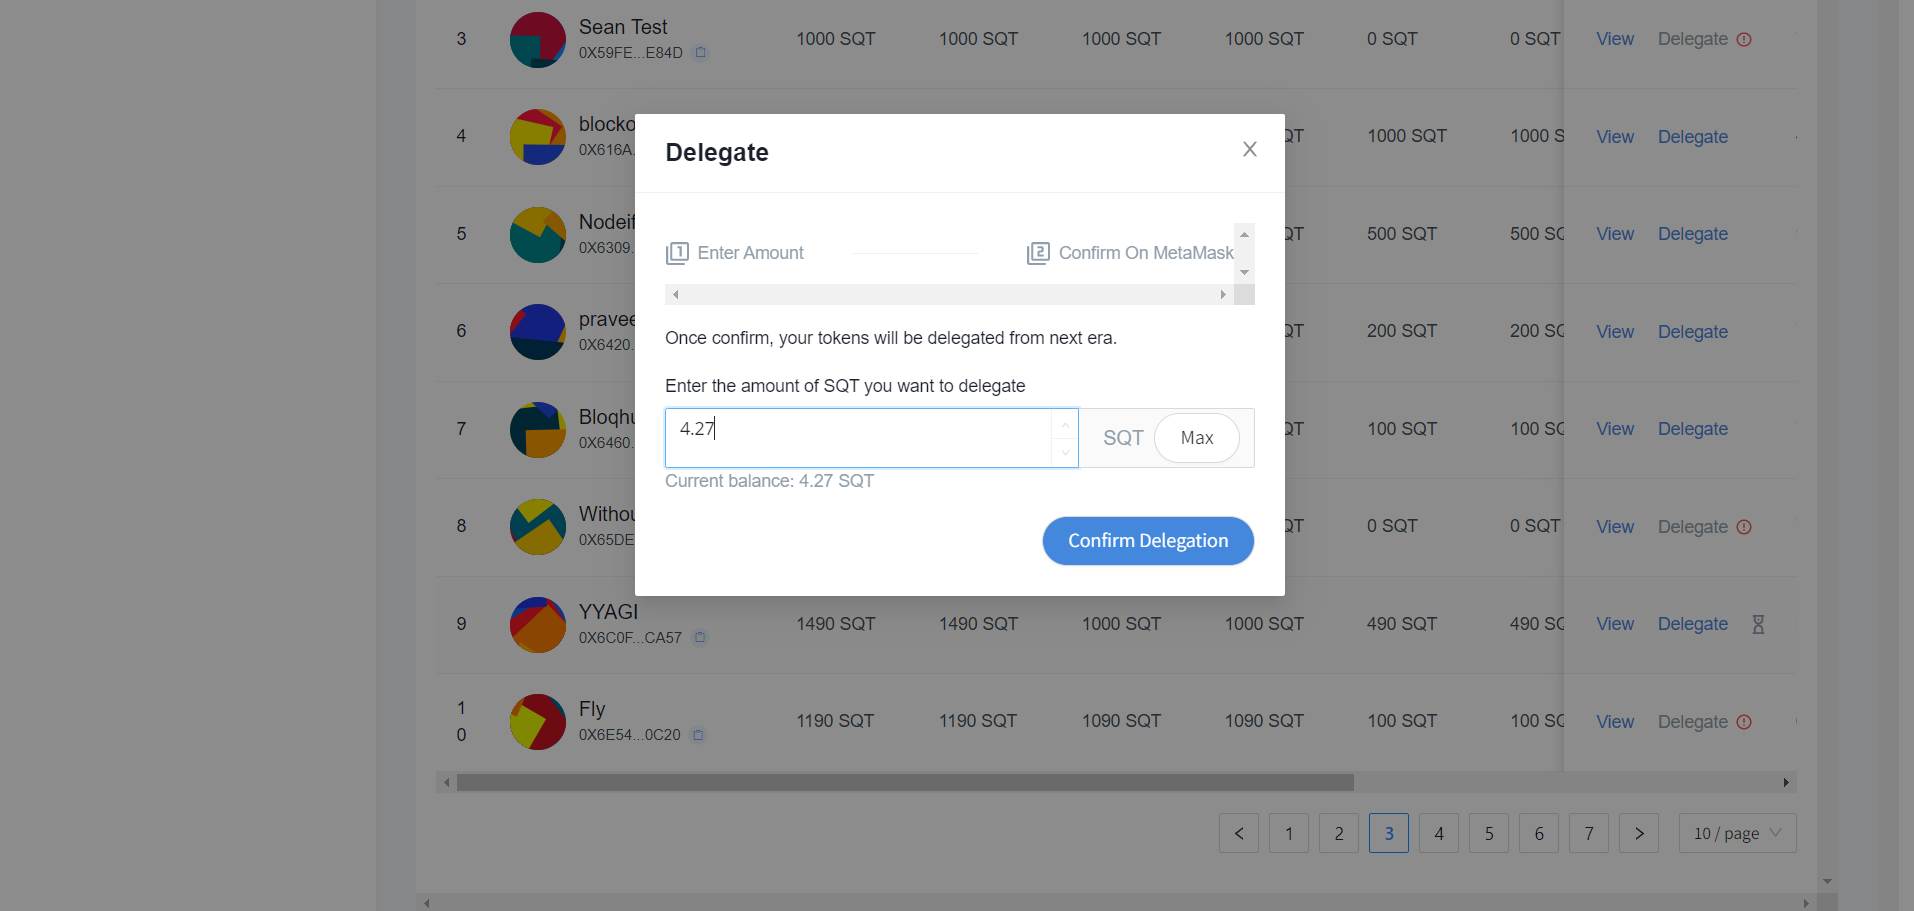 3 Sean Test 1000 SQT 1000 SQT 1000 SQT 1000 SQT 0 SQT 0 SQT View Delegate
0X59FE...E84D
4 blocko QT 1000 SQT 1000 S View Delegate
0X616A.
Delegate
5 Nodeif QT 500 SQT 500 SQ View Delegate
0X6309.
1 Enter Amount 2 Confirm On MetaMask
6 pravee QT 200 SQT 200 SQ View Delegate
0X6420.
Once confirm, your tokens will be delegated from next era.
Enter the amount of SQT you want to delegate
7 Bloqhu QT 100 SQT 100 SQ View Delegate
0X6460.
4.27 SQT Max
Current balance: 4.27 SQT
8 Withou QT 0 SQT 0 SQT View Delegate
0X65DE
Confirm Delegation
9 YYAGI 1490 SQT 1490 SQT 1000 SQT 1000 SQT 490 SQT 490 SQ View Delegate
0X6C0F...CA57
10 Fly 1190 SQT 1190 SQT 1090 SQT 1090 SQT 100 SQT 100 SQ View Delegate
0X6E54...0C20
< 1 2 3 4 5 6 7 > 10 / page